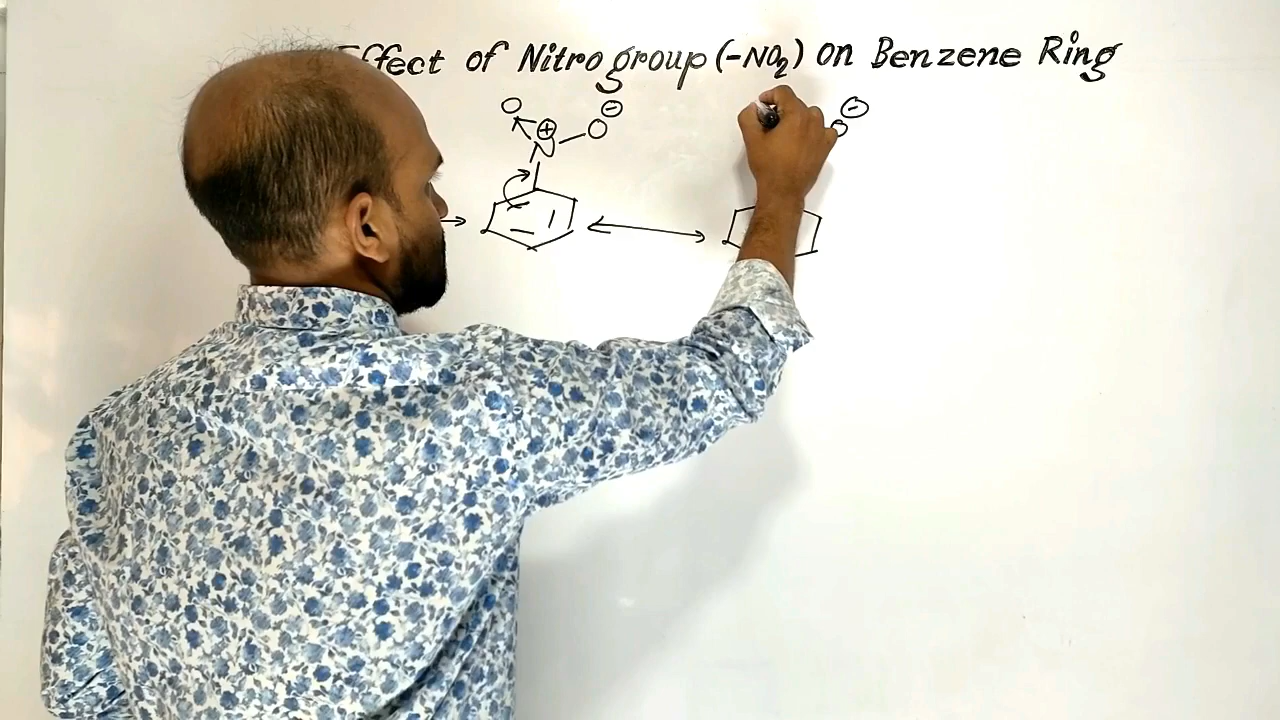 Effect of Nitro group (-NO₂) on Benzene Ring
O ⊖
⊕ O
N
⊖